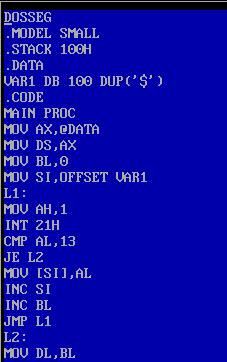 DOSSEG
.MODEL SMALL
.STACK 100H
.DATA
VAR1 DB 100 DUP('$')
.CODE
MAIN PROC
MOV AX,@DATA
MOV DS,AX
MOV BL,0
MOV SI,OFFSET VAR1
L1:
MOV AH,1
INT 21H
CMP AL,13
JE L2
MOV [SI],AL
INC SI
INC BL
JMP L1
L2:
MOV DL,BL